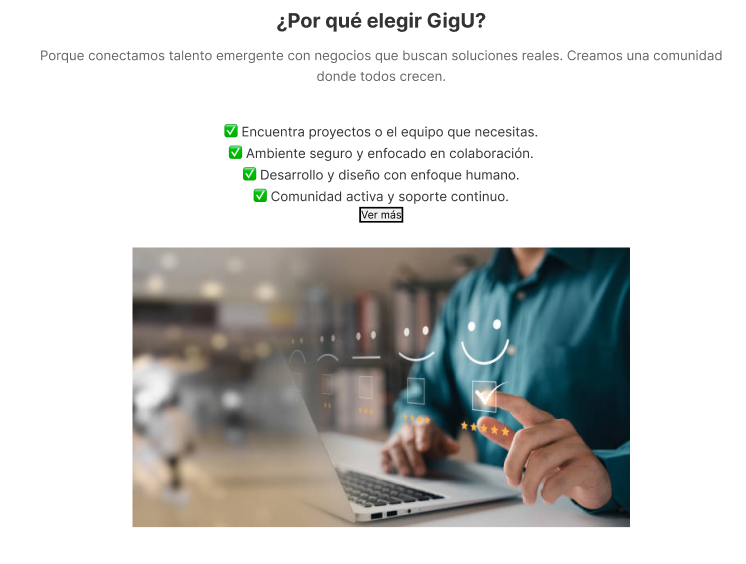 ¿Por qué elegir GigU?
Porque conectamos talento emergente con negocios que buscan soluciones reales. Creamos una comunidad
donde todos crecen.
✅ Encuentra proyectos o el equipo que necesitas.
✅ Ambiente seguro y enfocado en colaboración.
✅ Desarrollo y diseño con enfoque humano.
✅ Comunidad activa y soporte continuo.
Ver más